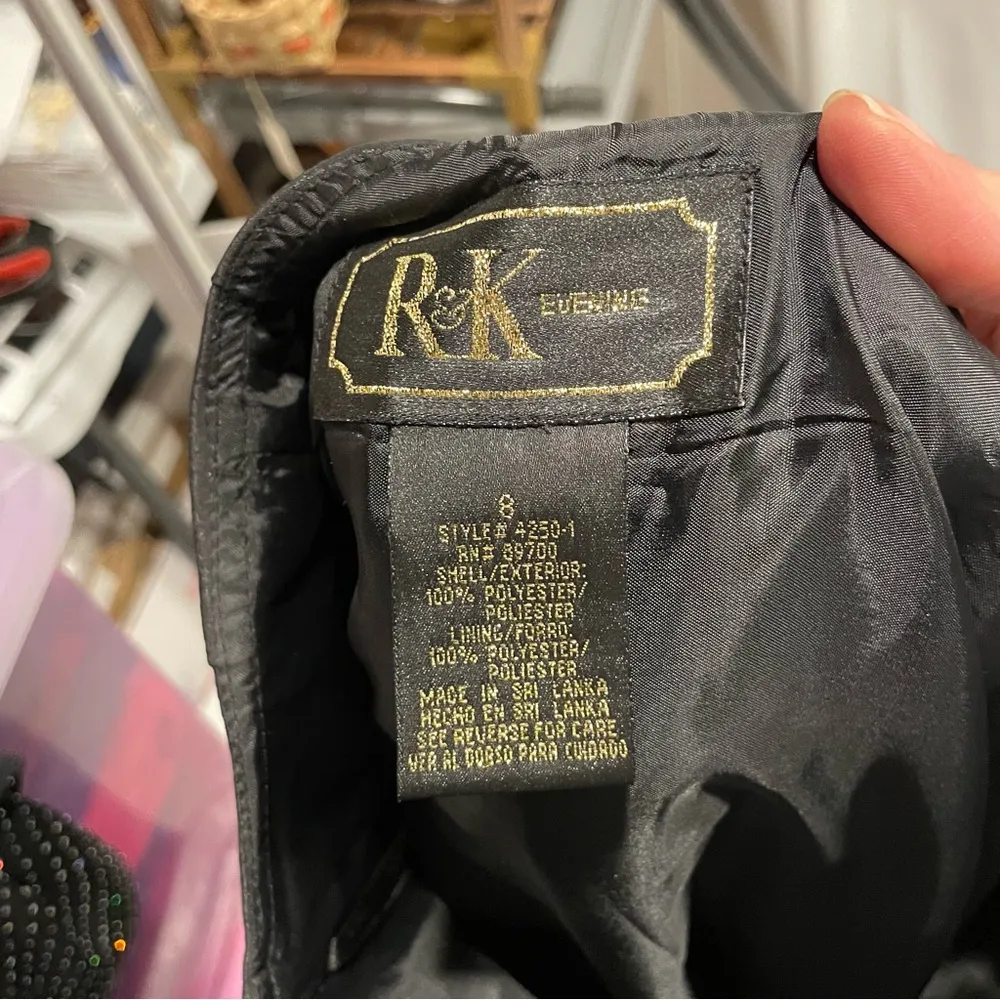 R&K EVENING
8
STYLE# 4250-1
RN# 89700
SHELL/EXTERIOR
100% POLYESTER/
POLIESTER
LINING/FORRO
100% POLYESTER/
POLIESTER
MADE IN SRI LANKA
HECHO EN SRI LANKA
SEE REVERSE FOR CARE
VER AL DORSO PARA CUIDADO